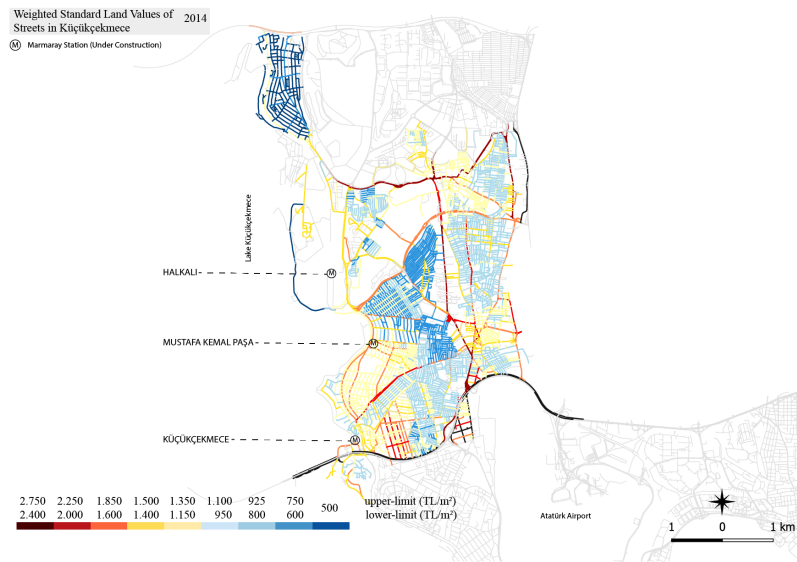 Weighted Standard Land Values of
Streets in Küçükçekmece
2014
M Marmaray Station (Under Construction)
Lake Küçükçekmece
HALKALI
M
MUSTAFA KEMAL PAŞA
M
KÜÇÜKÇEKMECE
M
2.750 2.250 1.850 1.500 1.350 1.100 925 750 500 upper-limit (TL/m²)
2.400 2.000 1.600 1.400 1.150 950 800 600 lower-limit (TL/m²)
Atatürk Airport
1 0 1 km